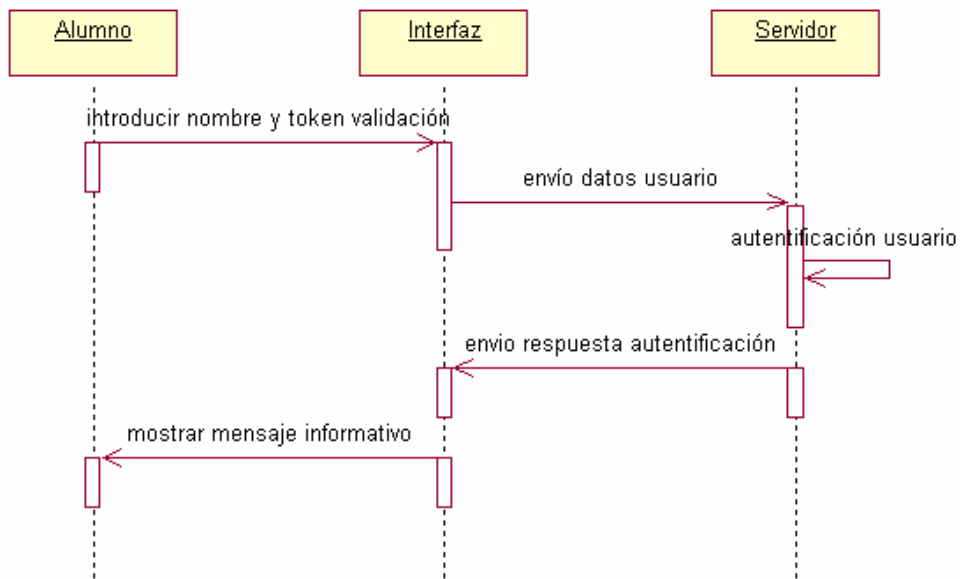 Alumno
Interfaz
Servidor
introducir nombre y token validación
envío datos usuario
autentificación usuario
envio respuesta autentificación
mostrar mensaje informativo